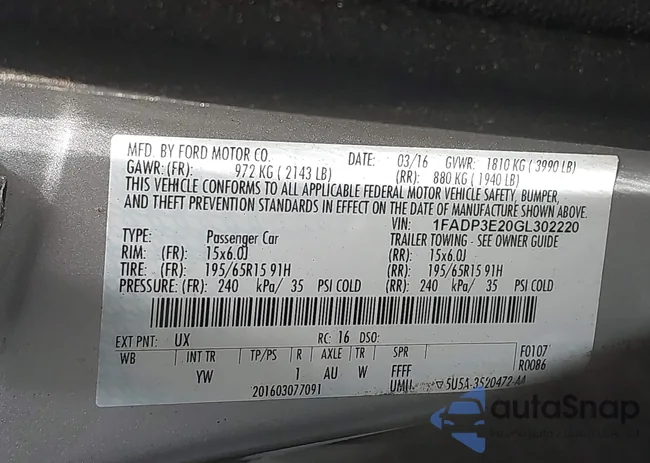 MFD. BY FORD MOTOR CO. DATE: 03/16 GVWR: 1810 KG ( 3990 LB)
GAWR: (FR): 972 KG ( 2143 LB) (RR): 880 KG ( 1940 LB)
THIS VEHICLE CONFORMS TO ALL APPLICABLE FEDERAL MOTOR VEHICLE SAFETY, BUMPER,
AND THEFT PREVENTION STANDARDS IN EFFECT ON THE DATE OF MANUFACTURE SHOWN ABOVE.
VIN: 1FADP3E20GL302220
TYPE: Passenger Car TRAILER TOWING - SEE OWNER GUIDE
RIM: (FR): 15x6.0J (RR): 15x6.0J
TIRE: (FR): 195/65R15 91H (RR): 195/65R15 91H
PRESSURE: (FR): 240 kPa/ 35 PSI COLD (RR): 240 kPa/ 35 PSI COLD
EXT PNT: UX RC: 16 DSO:
WB INT TR TP/PS R AXLE TR SPR F0107
YW 1 AU W FFFF R0086
201603077091 5U5A-3520472-AA
autoSnap